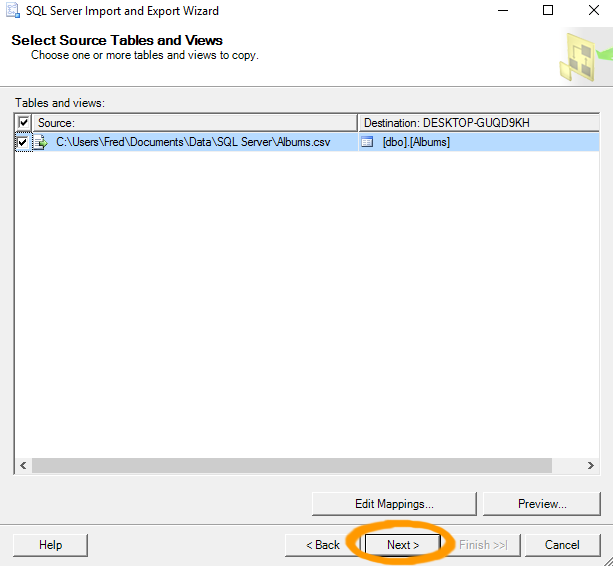 SQL Server Import and Export Wizard
Select Source Tables and Views
Choose one or more tables and views to copy.
Tables and views:
Source: Destination: DESKTOP-GUQD9KH
C:\Users\Fred\Documents\Data\SQL Server\Albums.csv [dbo].[Albums]
Edit Mappings... Preview...
Help < Back Next > Finish >>| Cancel